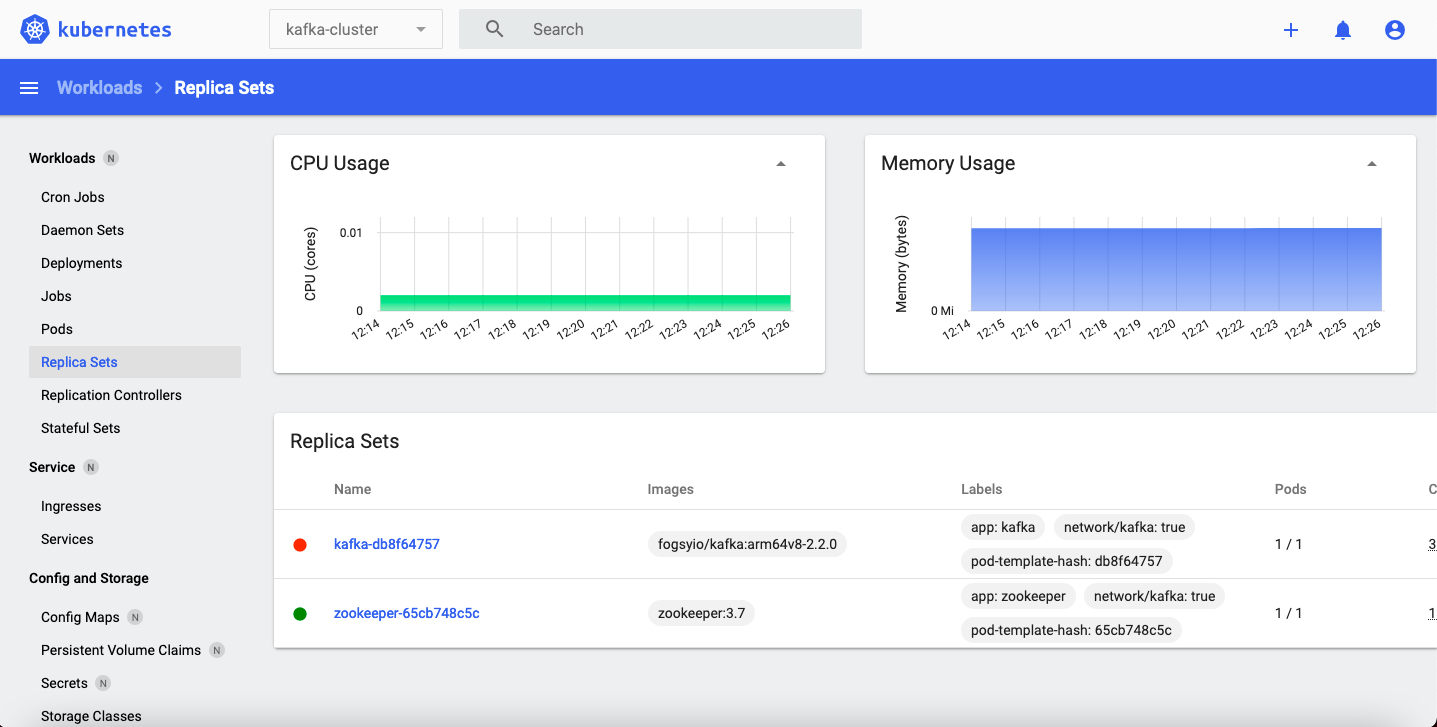 kubernetes
kafka-cluster
Search
Workloads > Replica Sets
Workloads N
Cron Jobs
Daemon Sets
Deployments
Jobs
Pods
Replica Sets
Replication Controllers
Stateful Sets
Service N
Ingresses
Services
Config and Storage
Config Maps N
Persistent Volume Claims N
Secrets N
Storage Classes
CPU Usage
CPU (cores)
0.01
0
12:14 12:15 12:16 12:17 12:18 12:19 12:20 12:21 12:22 12:23 12:24 12:25 12:26
Memory Usage
Memory (bytes)
0 Mi
12:14 12:15 12:16 12:17 12:18 12:19 12:20 12:21 12:22 12:23 12:24 12:25 12:26
Replica Sets
Name Images Labels Pods C
kafka-db8f64757 fogsyio/kafka:arm64v8-2.2.0 app: kafka network/kafka: true 1 / 1 3
pod-template-hash: db8f64757
zookeeper-65cb748c5c zookeeper:3.7 app: zookeeper network/kafka: true 1 / 1 1
pod-template-hash: 65cb748c5c